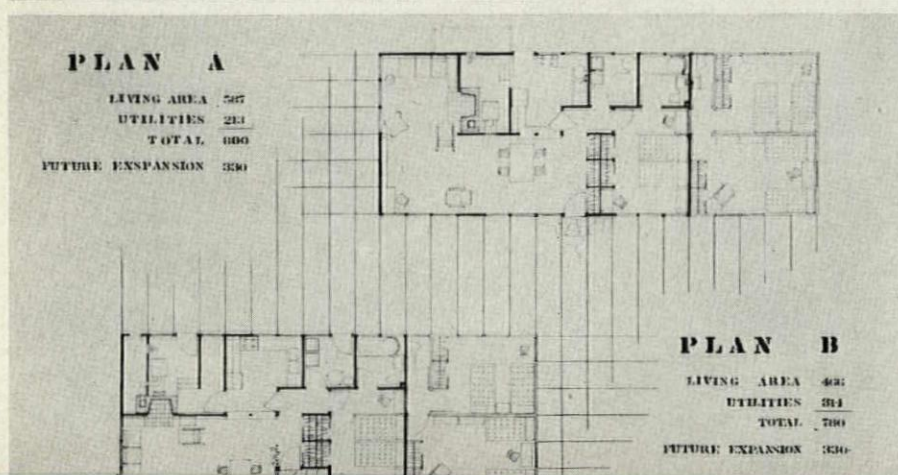 PLAN A
LIVING AREA 587
UTILITIES 213
TOTAL 800
FUTURE EXSPANSION 330
PLAN B
LIVING AREA 466
UTILITIES 314
TOTAL 780
FUTURE EXPANSION 330